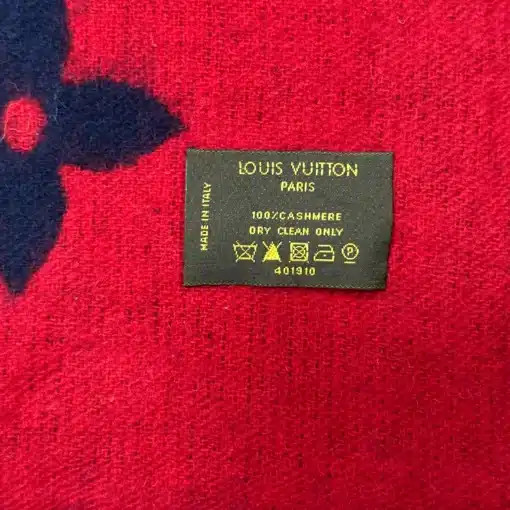 LOUIS VUITTON
PARIS
100%CASHMERE
DRY CLEAN ONLY
P
401910
MADE IN ITALY